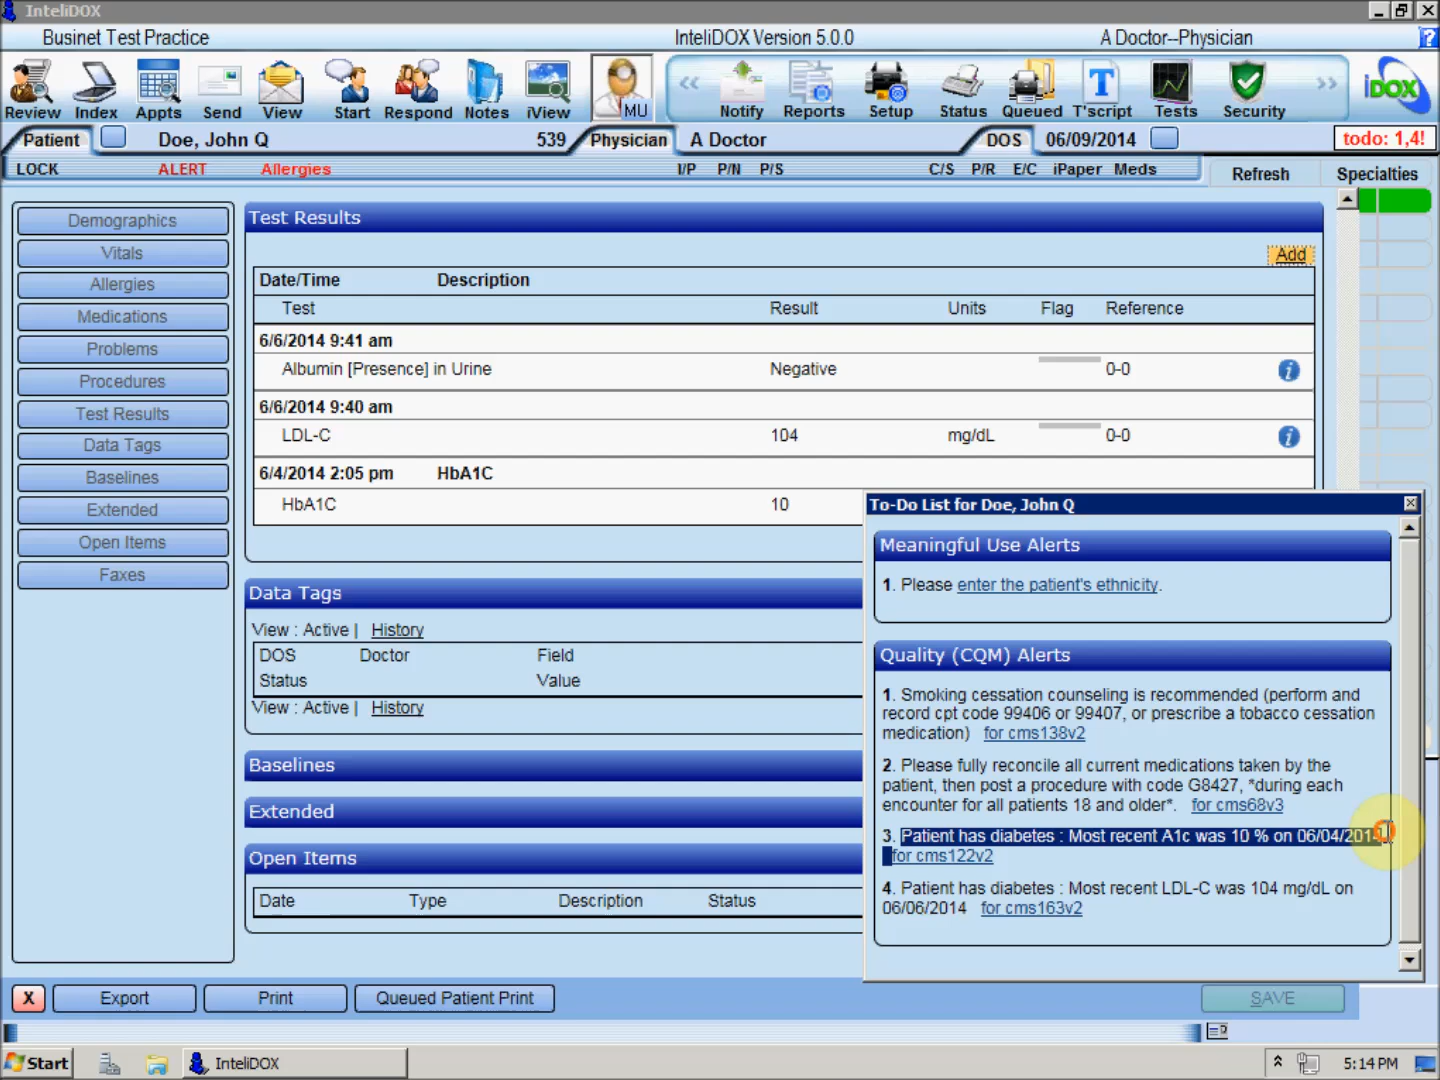 InteliDOX
Businet Test Practice InteliDOX Version 5.0.0 A Doctor--Physician
Review Index Appts Send View Start Respond Notes iView MU Notify Reports Setup Status Queued T'script Tests Security iDOX
Patient Doe, John Q 539 Physician A Doctor DOS 06/09/2014 todo: 1,4!
LOCK ALERT Allergies I/P P/N P/S C/S P/R E/C iPaper Meds Refresh Specialties
Demographics
Vitals
Allergies
Medications
Problems
Procedures
Test Results
Data Tags
Baselines
Extended
Open Items
Faxes
Test Results
Add
Date/Time Description
Test Result Units Flag Reference
6/6/2014 9:41 am
Albumin [Presence] in Urine Negative 0-0
6/6/2014 9:40 am
LDL-C 104 mg/dL 0-0
6/4/2014 2:05 pm HbA1C
HbA1C 10
Data Tags
View : Active | History
DOS Doctor Field
Status Value
View : Active | History
Baselines
Extended
Open Items
Date Type Description Status
To-Do List for Doe, John Q
Meaningful Use Alerts
1. Please enter the patient's ethnicity.
Quality (CQM) Alerts
1. Smoking cessation counseling is recommended (perform and
record cpt code 99406 or 99407, or prescribe a tobacco cessation
medication) for cms138v2
2. Please fully reconcile all current medications taken by the
patient, then post a procedure with code G8427, *during each
encounter for all patients 18 and older*. for cms68v3
3. Patient has diabetes : Most recent A1c was 10 % on
for cms122v2
4. Patient has diabetes : Most recent LDL-C was 104 mg/dL on
06/06/2014 for cms163v2
X Export Print Queued Patient Print SAVE
Start InteliDOX 5:14 PM